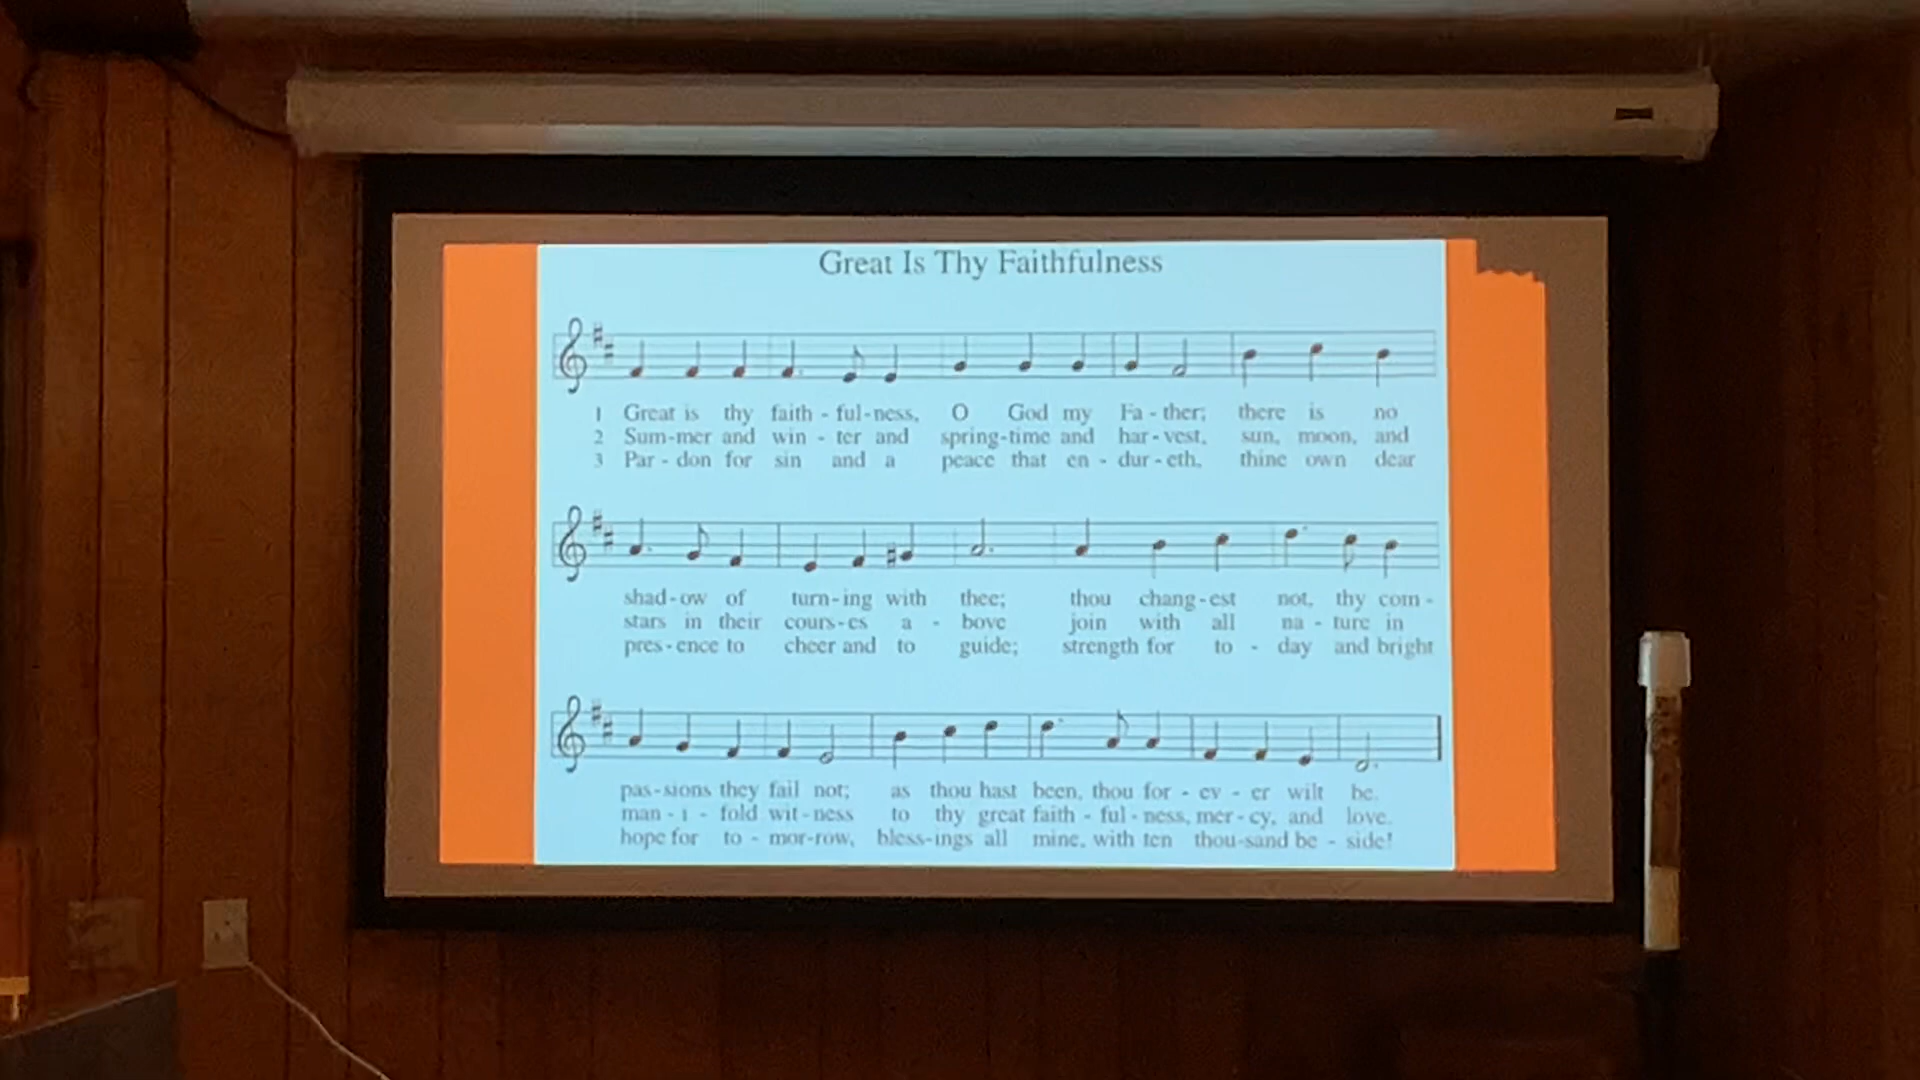 Great Is Thy Faithfulness
1 Great is thy faith - ful - ness, O God my Fa - ther; there is no
2 Sum - mer and win - ter and spring - time and har - vest, sun, moon, and
3 Par - don for sin and a peace that en - dur - eth, thine own dear
shad - ow of turn - ing with thee; thou chang - est not, thy com -
stars in their cours - es a - bove join with all na - ture in
pres - ence to cheer and to guide; strength for to - day and bright
pas - sions they fail not; as thou hast been, thou for - ev - er wilt be.
man - i - fold wit - ness to thy great faith - ful - ness, mer - cy, and love.
hope for to - mor - row, bless - ings all mine, with ten thou - sand be - side!